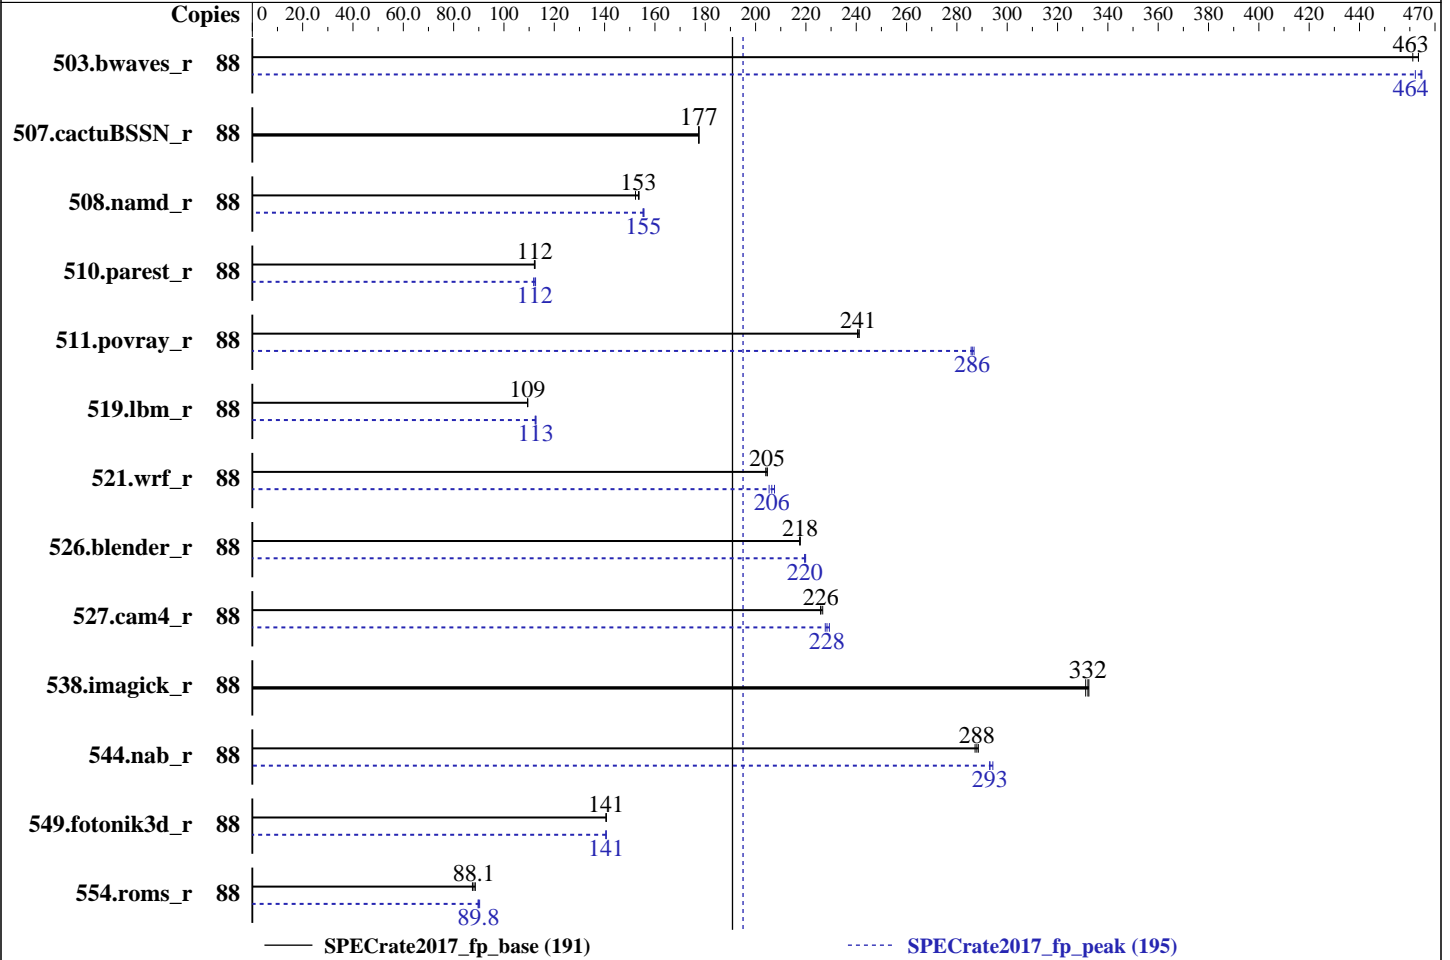 Copies 0 20.0 40.0 60.0 80.0 100 120 140 160 180 200 220 240 260 280 300 320 340 360 380 400 420 440 470
503.bwaves_r 88 463
464
507.cactuBSSN_r 88 177
508.namd_r 88 153
155
510.parest_r 88 112
112
511.povray_r 88 241
286
519.lbm_r 88 109
113
521.wrf_r 88 205
206
526.blender_r 88 218
220
527.cam4_r 88 226
228
538.imagick_r 88 332
544.nab_r 88 288
293
549.fotonik3d_r 88 141
141
554.roms_r 88 88.1
89.8
SPECrate2017_fp_base (191) SPECrate2017_fp_peak (195)